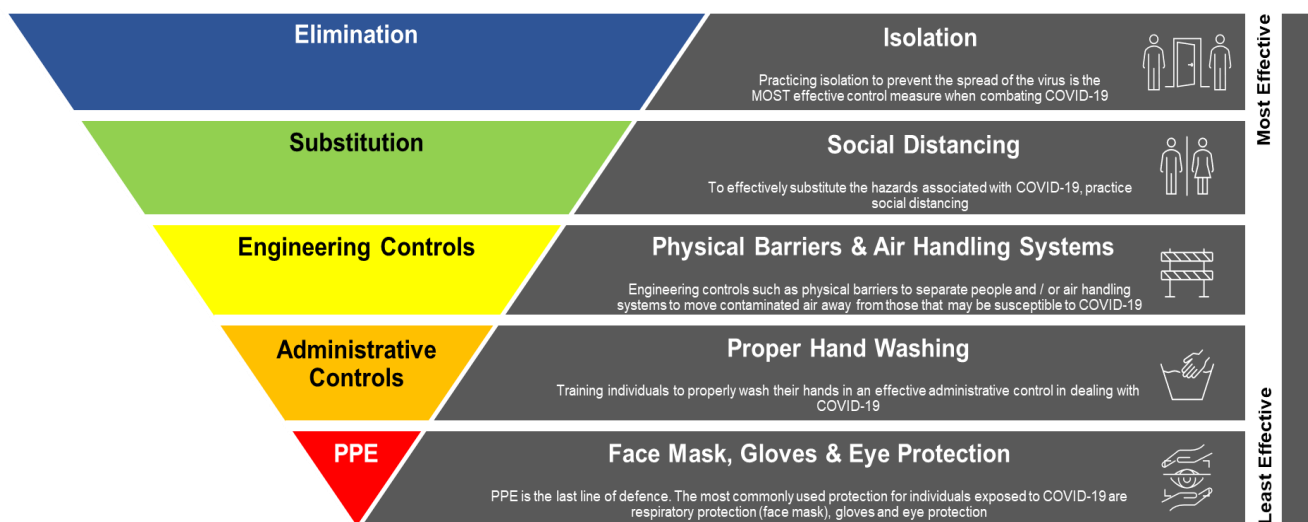 Elimination
Isolation
Practicing isolation to prevent the spread of the virus is the
MOST effective control measure when combating COVID-19
Most Effective
Substitution
Social Distancing
To effectively substitute the hazards associated with COVID-19, practice
social distancing
Engineering Controls
Physical Barriers & Air Handling Systems
Engineering controls such as physical barriers to separate people and / or air handling
systems to move contaminated air away from those that may be susceptible to COVID-19
Administrative
Controls
Proper Hand Washing
Training individuals to properly wash their hands in an effective administrative control in dealing with
COVID-19
PPE
Face Mask, Gloves & Eye Protection
PPE is the last line of defence. The most commonly used protection for individuals exposed to COVID-19 are
respiratory protection (face mask), gloves and eye protection
Least Effective